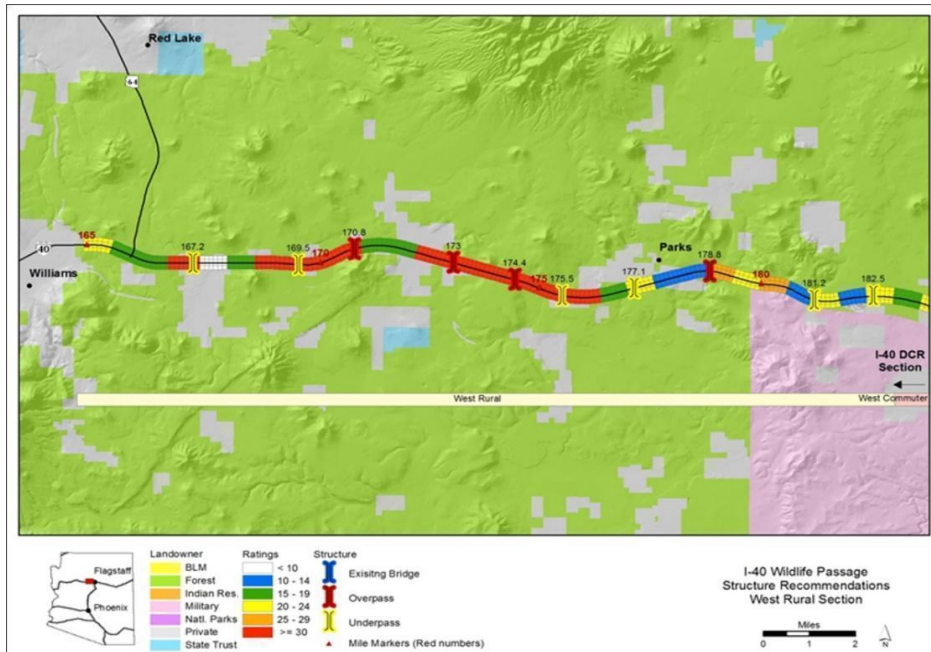 Red Lake
64
165
167.2
169.5
170
170.8
173
174.4
175
175.5
177.1
Parks
178.8
180
181.2
182.5
40
Williams
I-40 DCR
Section
West Rural
West Commuter
Flagstaff
Phoenix
Landowner
BLM
Forest
Indian Res.
Military
Natl. Parks
Private
State Trust
Ratings
< 10
10 - 14
15 - 19
20 - 24
25 - 29
>= 30
Structure
Exisitng Bridge
Overpass
Underpass
Mile Markers (Red numbers)
I-40 Wildlife Passage
Structure Recommendations
West Rural Section
Miles
0 1 2
N